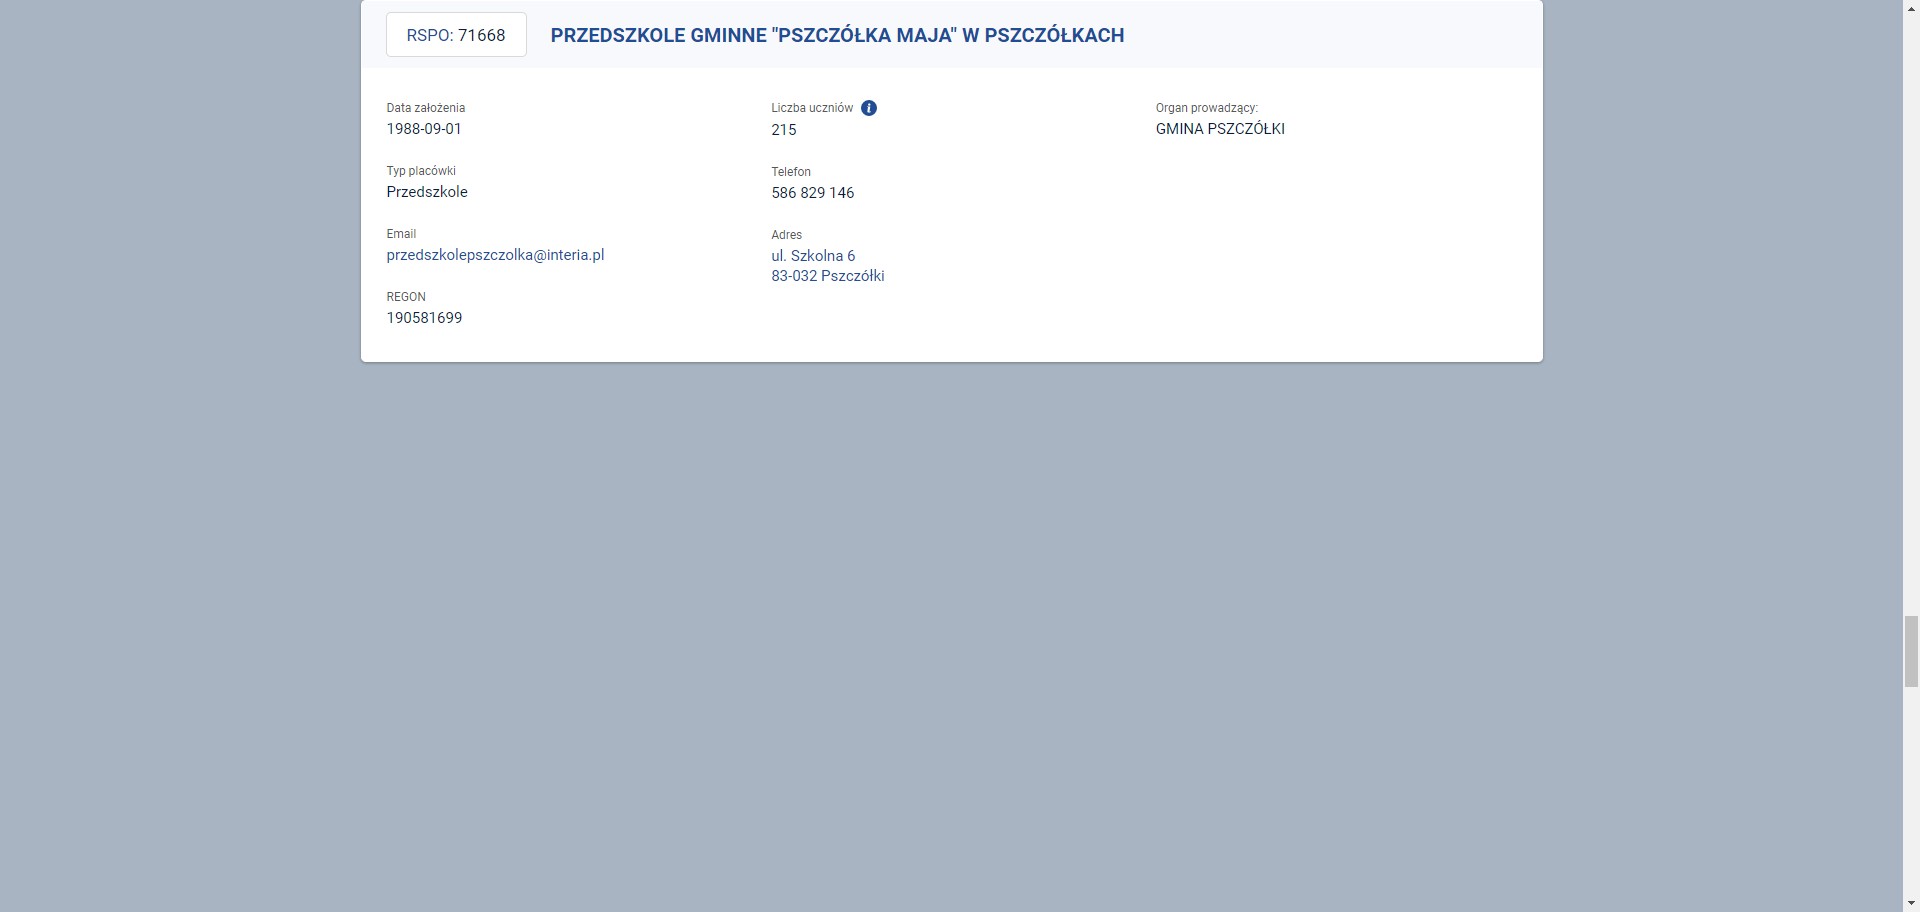 RSPO: 71668
PRZEDSZKOLE GMINNE "PSZCZÓŁKA MAJA" W PSZCZÓŁKACH
Data założenia
1988-09-01
Typ placówki
Przedszkole
Email
przedszkolepszczolka@interia.pl
REGON
190581699
Liczba uczniów
215
Telefon
586 829 146
Adres
ul. Szkolna 6
83-032 Pszczółki
Organ prowadzący:
GMINA PSZCZÓŁKI